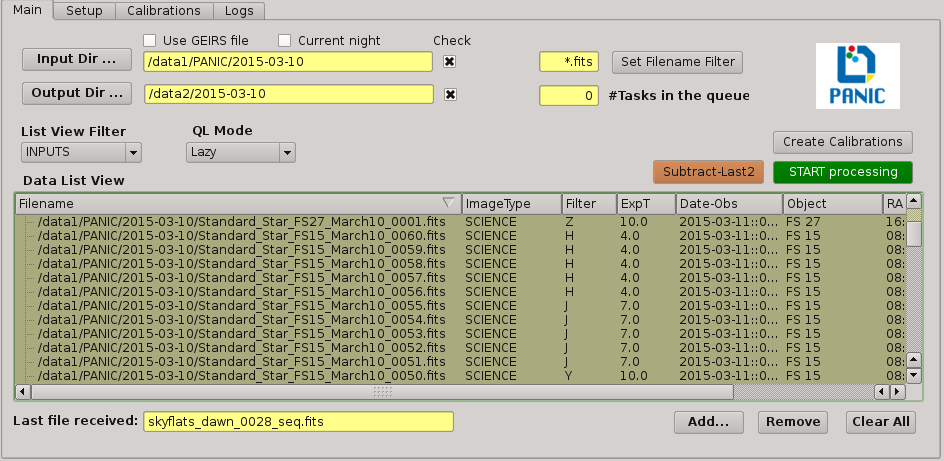 Main Setup Calibrations Logs
Use GEIRS file Current night Check
Input Dir ... /data1/PANIC/2015-03-10 *.fits Set Filename Filter
Output Dir ... /data2/2015-03-10 0 #Tasks in the queue
PANIC
List View Filter QL Mode
INPUTS Lazy Create Calibrations
Subtract-Last2 START processing
Data List View
Filename ImageType Filter ExpT Date-Obs Object RA
/data1/PANIC/2015-03-10/Standard_Star_FS27_March10_0001.fits SCIENCE Z 10.0 2015-03-11::0... FS 27 16:
/data1/PANIC/2015-03-10/Standard_Star_FS15_March10_0060.fits SCIENCE H 4.0 2015-03-11::0... FS 15 08:
/data1/PANIC/2015-03-10/Standard_Star_FS15_March10_0059.fits SCIENCE H 4.0 2015-03-11::0... FS 15 08:
/data1/PANIC/2015-03-10/Standard_Star_FS15_March10_0058.fits SCIENCE H 4.0 2015-03-11::0... FS 15 08:
/data1/PANIC/2015-03-10/Standard_Star_FS15_March10_0057.fits SCIENCE H 4.0 2015-03-11::0... FS 15 08:
/data1/PANIC/2015-03-10/Standard_Star_FS15_March10_0056.fits SCIENCE H 4.0 2015-03-11::0... FS 15 08:
/data1/PANIC/2015-03-10/Standard_Star_FS15_March10_0055.fits SCIENCE J 7.0 2015-03-11::0... FS 15 08:
/data1/PANIC/2015-03-10/Standard_Star_FS15_March10_0054.fits SCIENCE J 7.0 2015-03-11::0... FS 15 08:
/data1/PANIC/2015-03-10/Standard_Star_FS15_March10_0053.fits SCIENCE J 7.0 2015-03-11::0... FS 15 08:
/data1/PANIC/2015-03-10/Standard_Star_FS15_March10_0052.fits SCIENCE J 7.0 2015-03-11::0... FS 15 08:
/data1/PANIC/2015-03-10/Standard_Star_FS15_March10_0051.fits SCIENCE J 7.0 2015-03-11::0... FS 15 08:
/data1/PANIC/2015-03-10/Standard_Star_FS15_March10_0050.fits SCIENCE Y 10.0 2015-03-11::0... FS 15 08:
Last file received: skyflats_dawn_0028_seq.fits Add... Remove Clear All